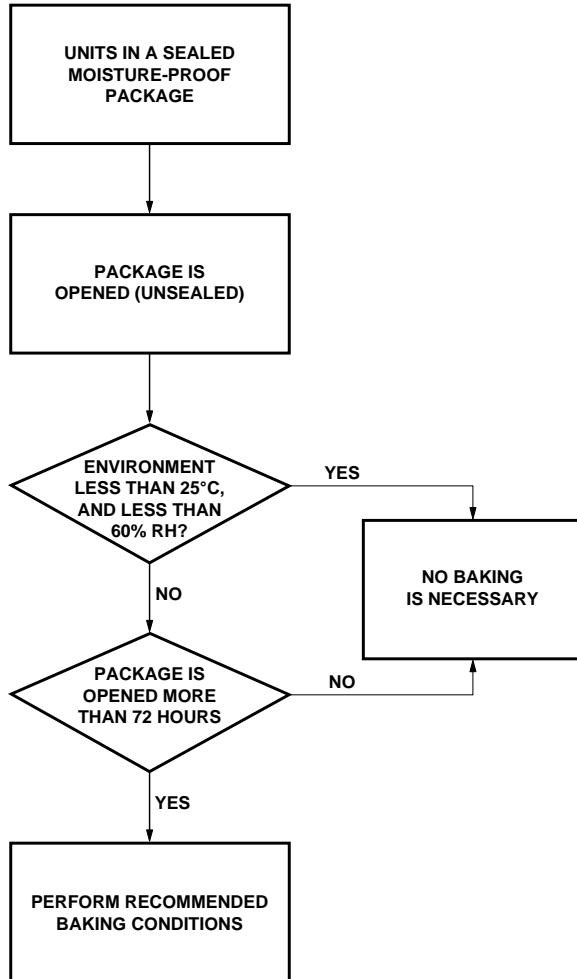 UNITS IN A SEALED
MOISTURE-PROOF
PACKAGE
PACKAGE IS
OPENED (UNSEALED)
ENVIRONMENT
LESS THAN 25°C,
AND LESS THAN
60% RH?
YES
NO BAKING
IS NECESSARY
NO
PACKAGE IS
OPENED MORE
THAN 72 HOURS
NO
YES
PERFORM RECOMMENDED
BAKING CONDITIONS